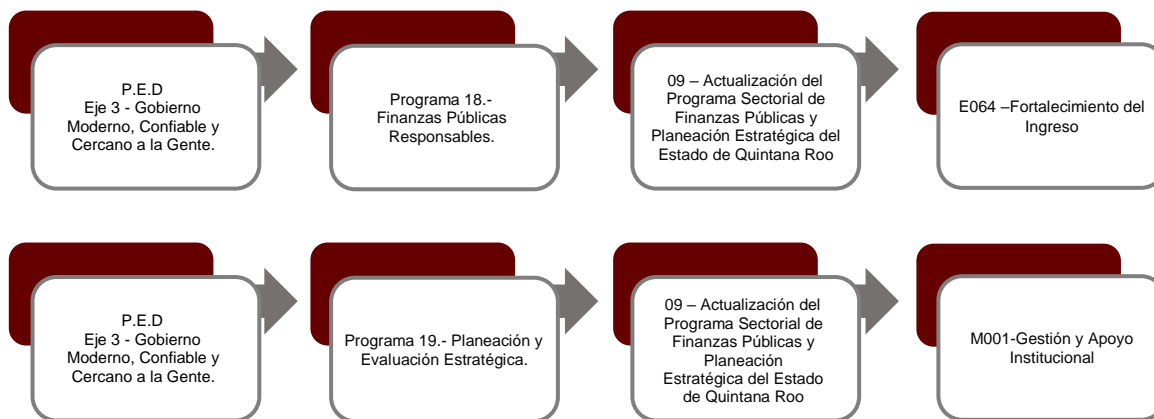 P.E.D
Eje 3 - Gobierno
Moderno, Confiable y
Cercano a la Gente.
Programa 18.-
Finanzas Públicas
Responsables.
09 – Actualización del
Programa Sectorial de
Finanzas Públicas y
Planeación Estratégica del
Estado de Quintana Roo
E064 –Fortalecimiento del
Ingreso
P.E.D
Eje 3 - Gobierno
Moderno, Confiable y
Cercano a la Gente.
Programa 19.- Planeación y
Evaluación Estratégica.
09 – Actualización del
Programa Sectorial de
Finanzas Públicas y
Planeación
Estratégica del Estado
de Quintana Roo
M001-Gestión y Apoyo
Institucional